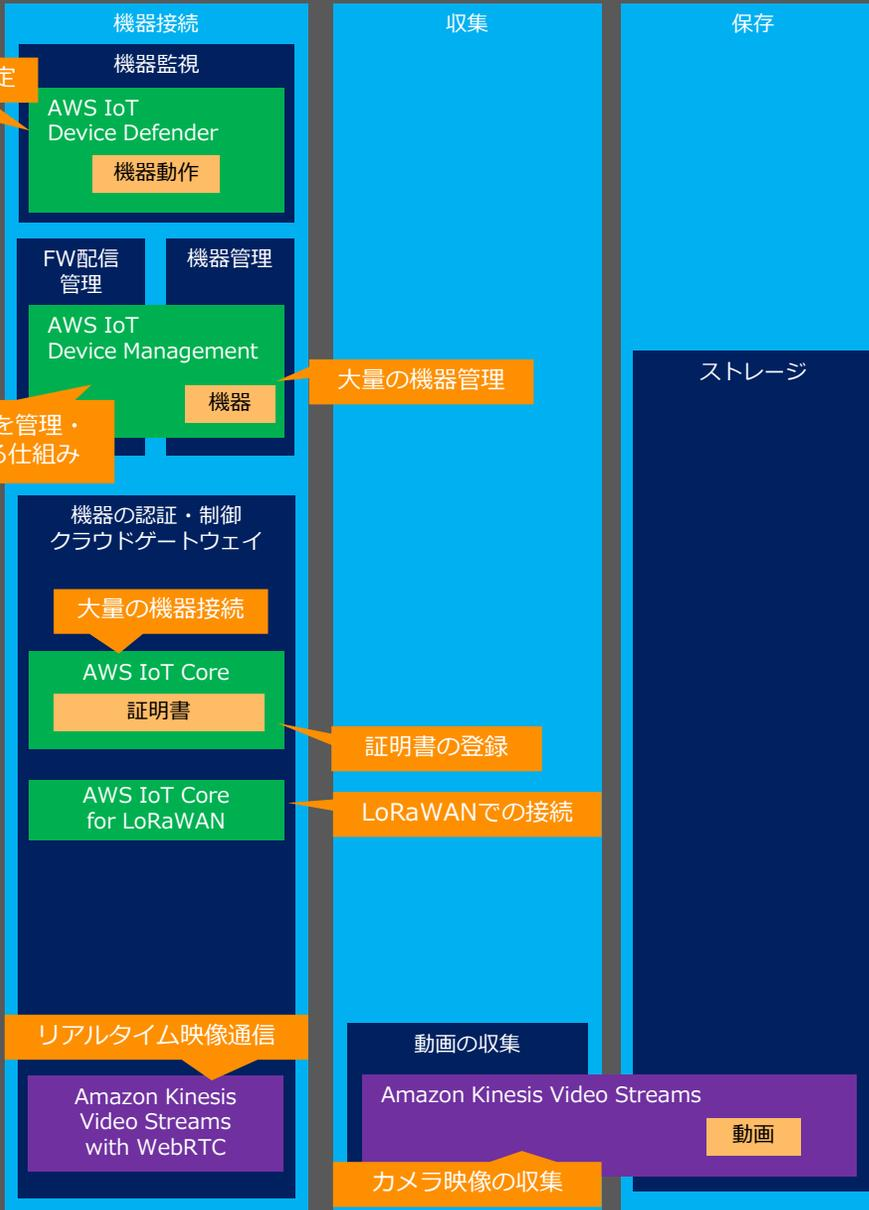 機器接続
収集
保存
機器監視
定
AWS IoT
Device Defender
機器動作
FW配信
管理
機器管理
AWS IoT
Device Management
機器
大量の機器管理
を管理・
る仕組み
ストレージ
機器の認証・制御
クラウドゲートウェイ
大量の機器接続
AWS IoT Core
証明書
証明書の登録
AWS IoT Core
for LoRaWAN
LoRaWANでの接続
リアルタイム映像通信
Amazon Kinesis
Video Streams
with WebRTC
動画の収集
Amazon Kinesis Video Streams
動画
カメラ映像の収集